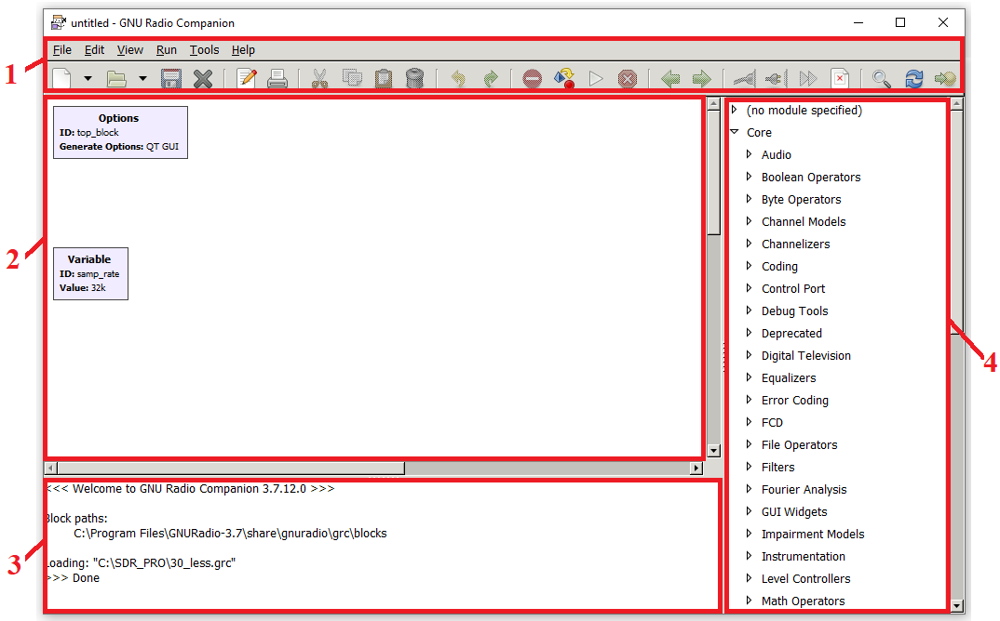 untitled - GNU Radio Companion
File Edit View Run Tools Help
1
Options
ID: top_block
Generate Options: QT GUI
2
Variable
ID: samp_rate
Value: 32k
<<< Welcome to GNU Radio Companion 3.7.12.0 >>>
Block paths:
C:\Program Files\GNURadio-3.7\share\gnuradio\grc\blocks
3
Loading: "C:\SDR_PRO\30_less.grc"
>>> Done
(no module specified)
Core
Audio
Boolean Operators
Byte Operators
Channel Models
Channelizers
Coding
Control Port
Debug Tools
Deprecated
Digital Television
4
Equalizers
Error Coding
FCD
File Operators
Filters
Fourier Analysis
GUI Widgets
Impairment Models
Instrumentation
Level Controllers
Math Operators